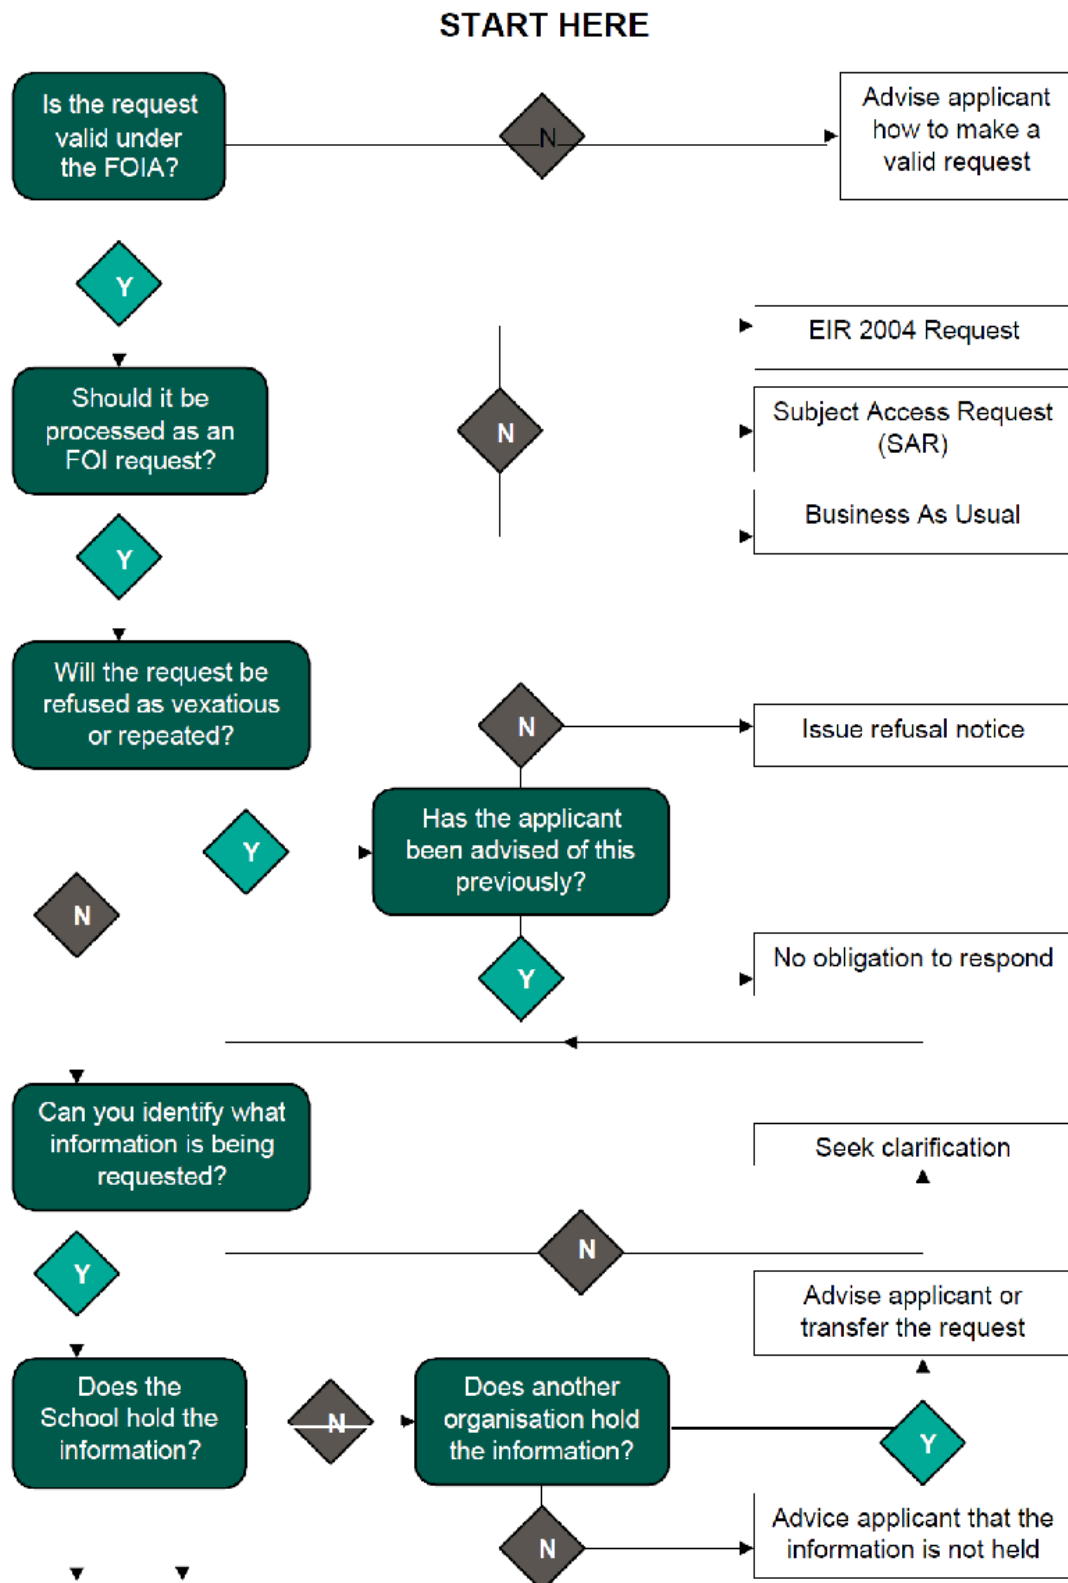 START HERE
Is the request
valid under
the FOIA?
N
Advise applicant
how to make a
valid request
Y
EIR 2004 Request
Should it be
processed as an
FOI request?
N
Subject Access Request
(SAR)
Business As Usual
Y
Will the request be
refused as vexatious
or repeated?
N
Issue refusal notice
Y
Has the applicant
been advised of this
previously?
N
Y
No obligation to respond
Can you identify what
information is being
requested?
Seek clarification
Y
N
Advise applicant or
transfer the request
Does the
School hold the
information?
N
Does another
organisation hold
the information?
Y
N
Advice applicant that the
information is not held